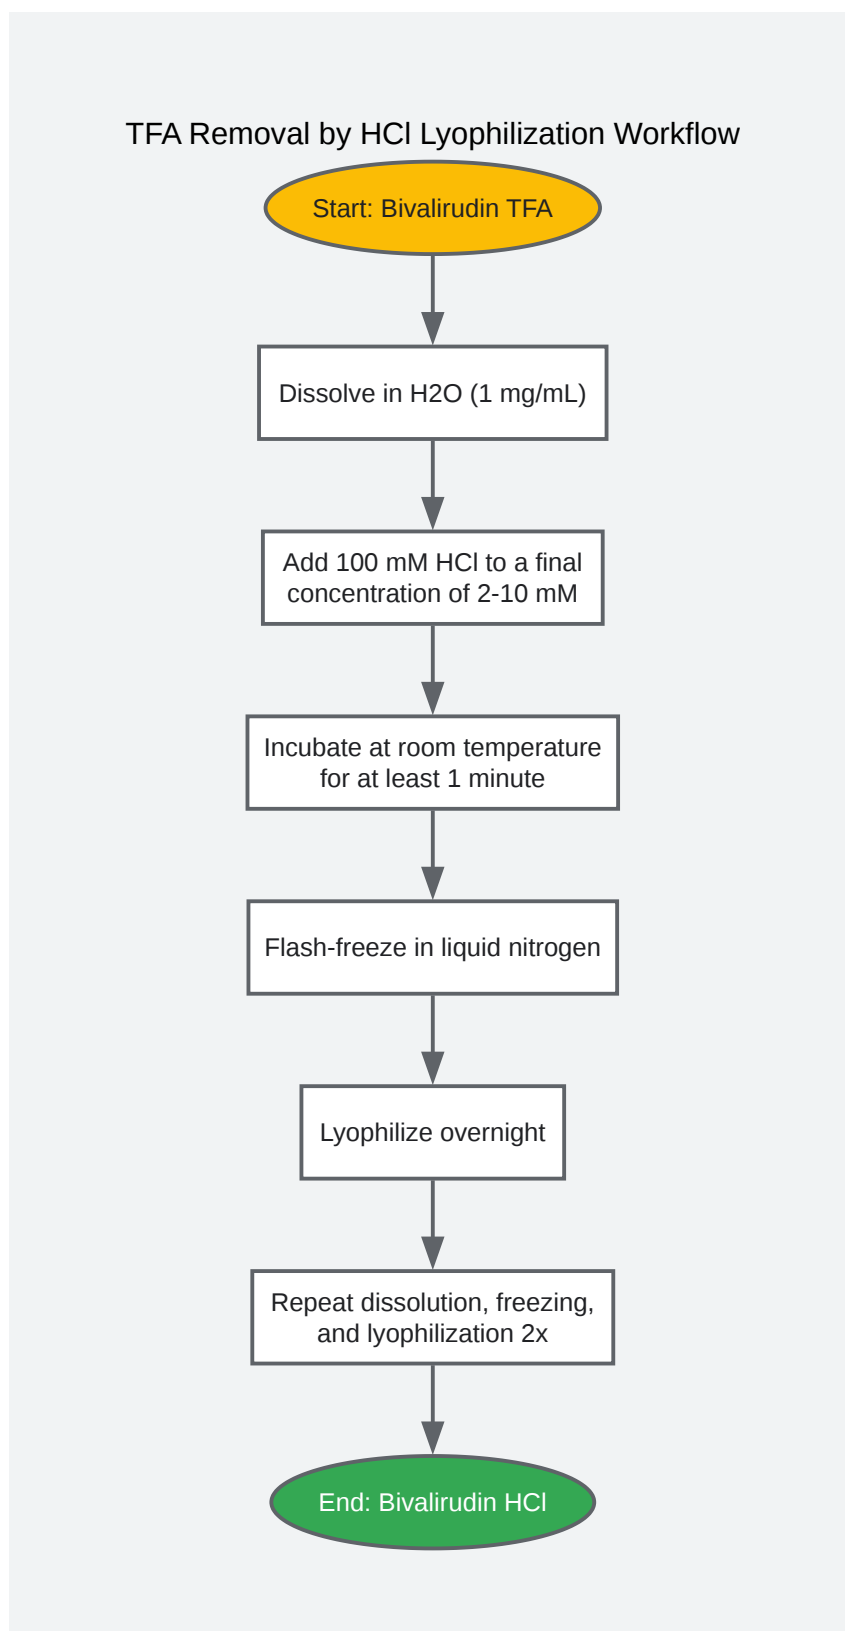 TFA Removal by HCl Lyophilization Workflow
Start: Bivalirudin TFA
Dissolve in H2O (1 mg/mL)
Add 100 mM HCl to a final
concentration of 2-10 mM
Incubate at room temperature
for at least 1 minute
Flash-freeze in liquid nitrogen
Lyophilize overnight
Repeat dissolution, freezing,
and lyophilization 2x
End: Bivalirudin HCl